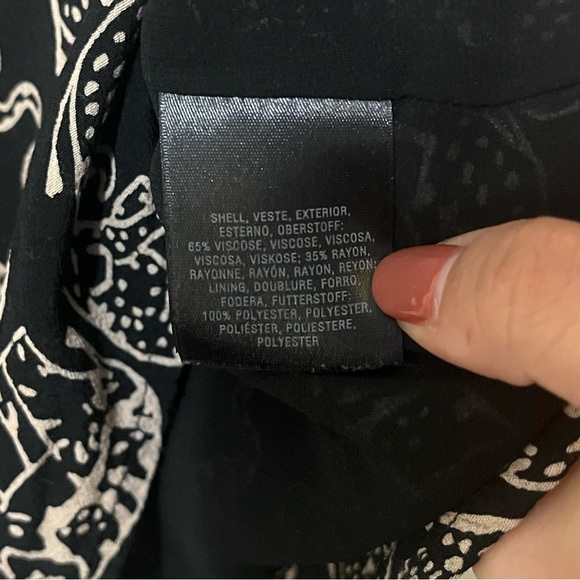 SHELL, VESTE, EXTERIOR,
ESTERNO, OBERSTOFF:
65% VISCOSE, VISCOSE, VISCOSA,
VISCOSA, VISKOSE; 35% RAYON,
RAYONNE, RAYÓN, RAYON, REYON;
LINING, DOUBLURE, FORRO,
FODERA, FUTTERSTOFF:
100% POLYESTER, POLYESTER,
POLIÉSTER, POLIESTERE,
POLYESTER